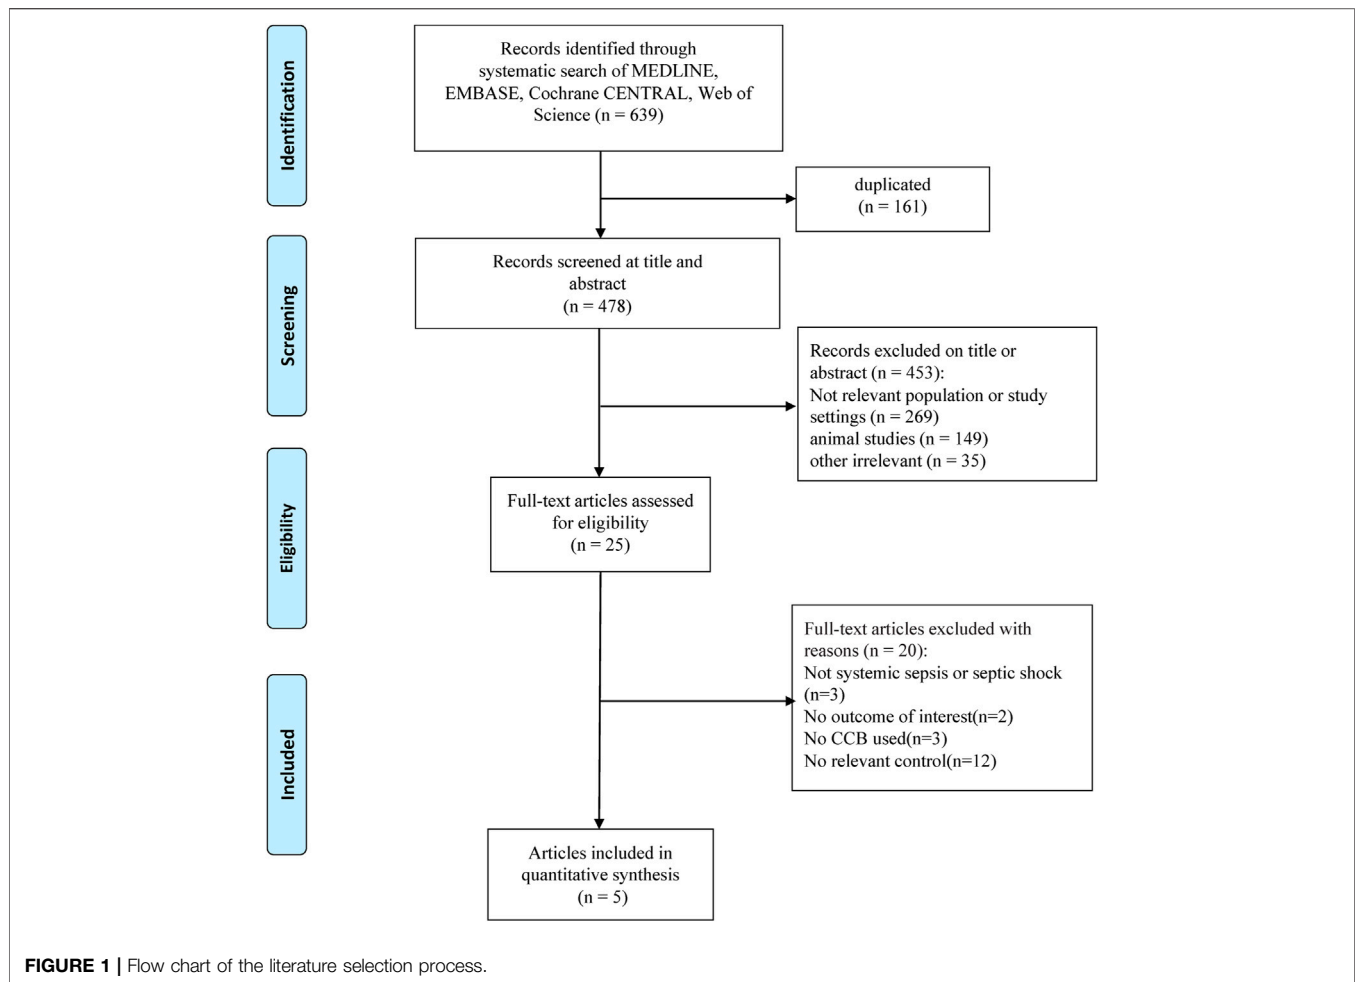 Identification
Records identified through
systematic search of MEDLINE,
EMBASE, Cochrane CENTRAL, Web of
Science (n = 639)
duplicated
(n = 161)
Screening
Records screened at title and
abstract
(n = 478)
Records excluded on title or
abstract (n = 453):
Not relevant population or study
settings (n = 269)
animal studies (n = 149)
other irrelevant (n = 35)
Eligibility
Full-text articles assessed
for eligibility
(n = 25)
Full-text articles excluded with
reasons (n = 20):
Not systemic sepsis or septic shock
(n=3)
No outcome of interest(n=2)
No CCB used(n=3)
No relevant control(n=12)
Included
Articles included in
quantitative synthesis
(n = 5)
FIGURE 1 | Flow chart of the literature selection process.